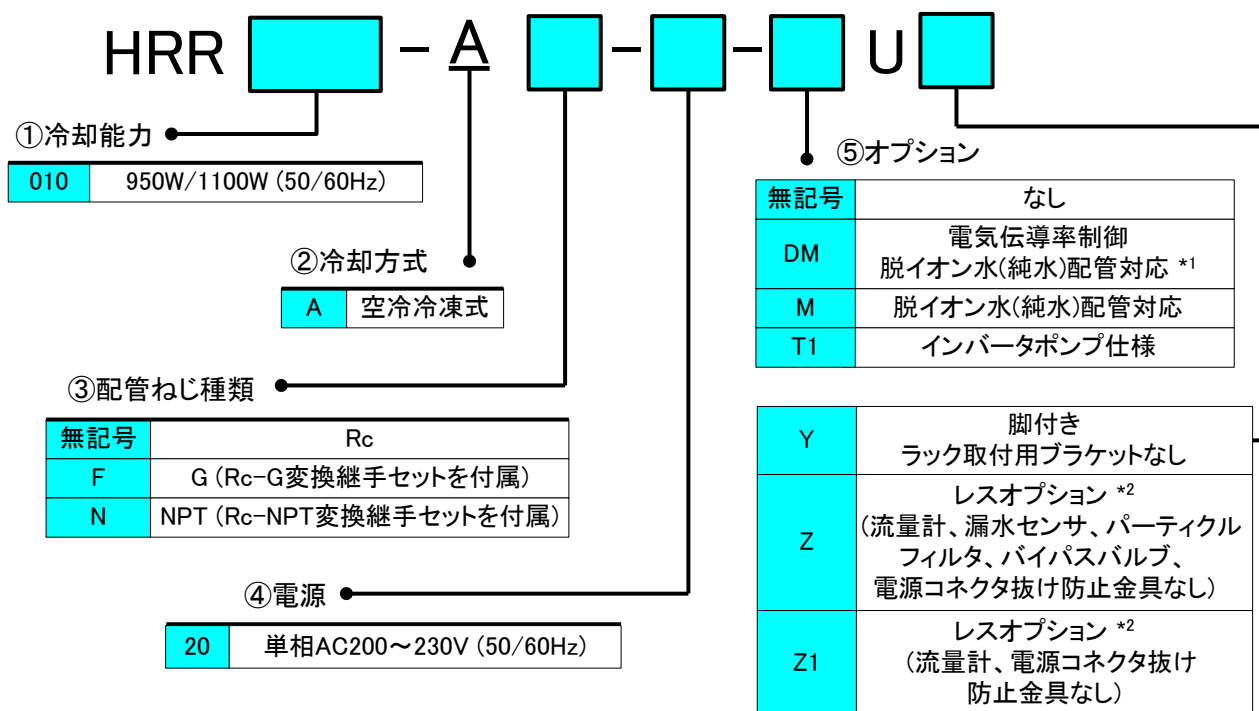 HRR - A - - U
①冷却能力
010 950W/1100W (50/60Hz)
②冷却方式
A 空冷冷凍式
③配管ねじ種類
無記号 Rc
F G (Rc-G変換継手セットを付属)
N NPT (Rc-NPT変換継手セットを付属)
④電源
20 単相AC200～230V (50/60Hz)
⑤オプション
無記号 なし
DM 電気伝導率制御
脱イオン水(純水)配管対応 *1
M 脱イオン水(純水)配管対応
T1 インバータポンプ仕様
Y 脚付き
ラック取付用ブラケットなし
Z レスオプション *2
(流量計、漏水センサ、パーティクル
フィルタ、バイパスバルブ、
電源コネクタ抜け防止金具なし)
Z1 レスオプション *2
(流量計、電源コネクタ抜け
防止金具なし)